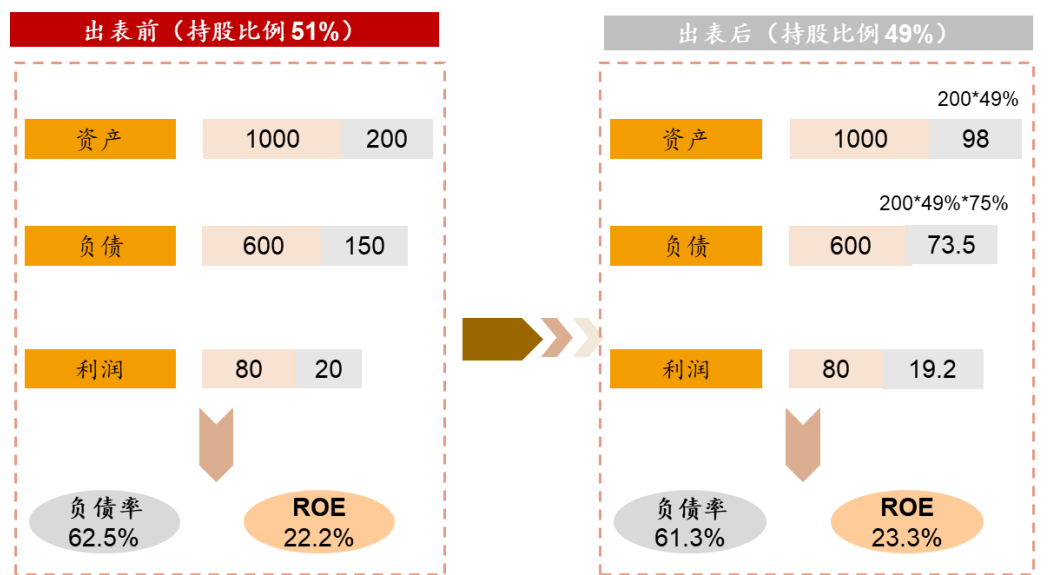 出表前（持股比例51%）
资产
1000
200
负债
600
150
利润
80
20
负债率
62.5%
ROE
22.2%
出表后（持股比例49%）
200*49%
资产
1000
98
200*49%*75%
负债
600
73.5
利润
80
19.2
负债率
61.3%
ROE
23.3%